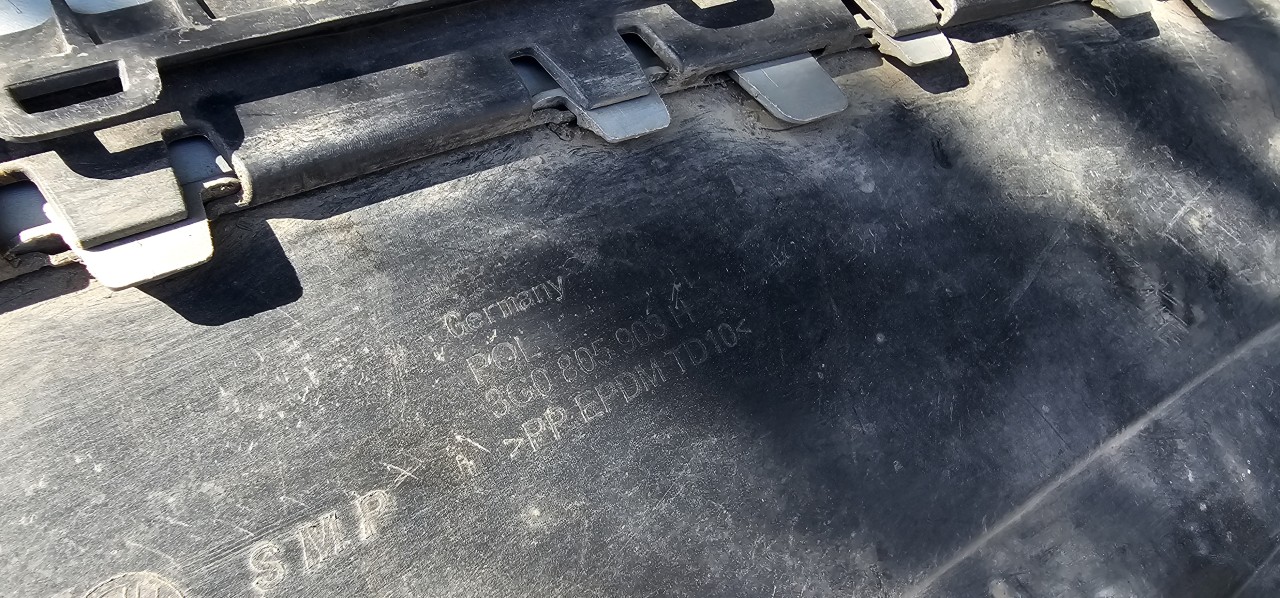 Germany
POL
3G0 805 903
>PP EPDM TD10<
SMP